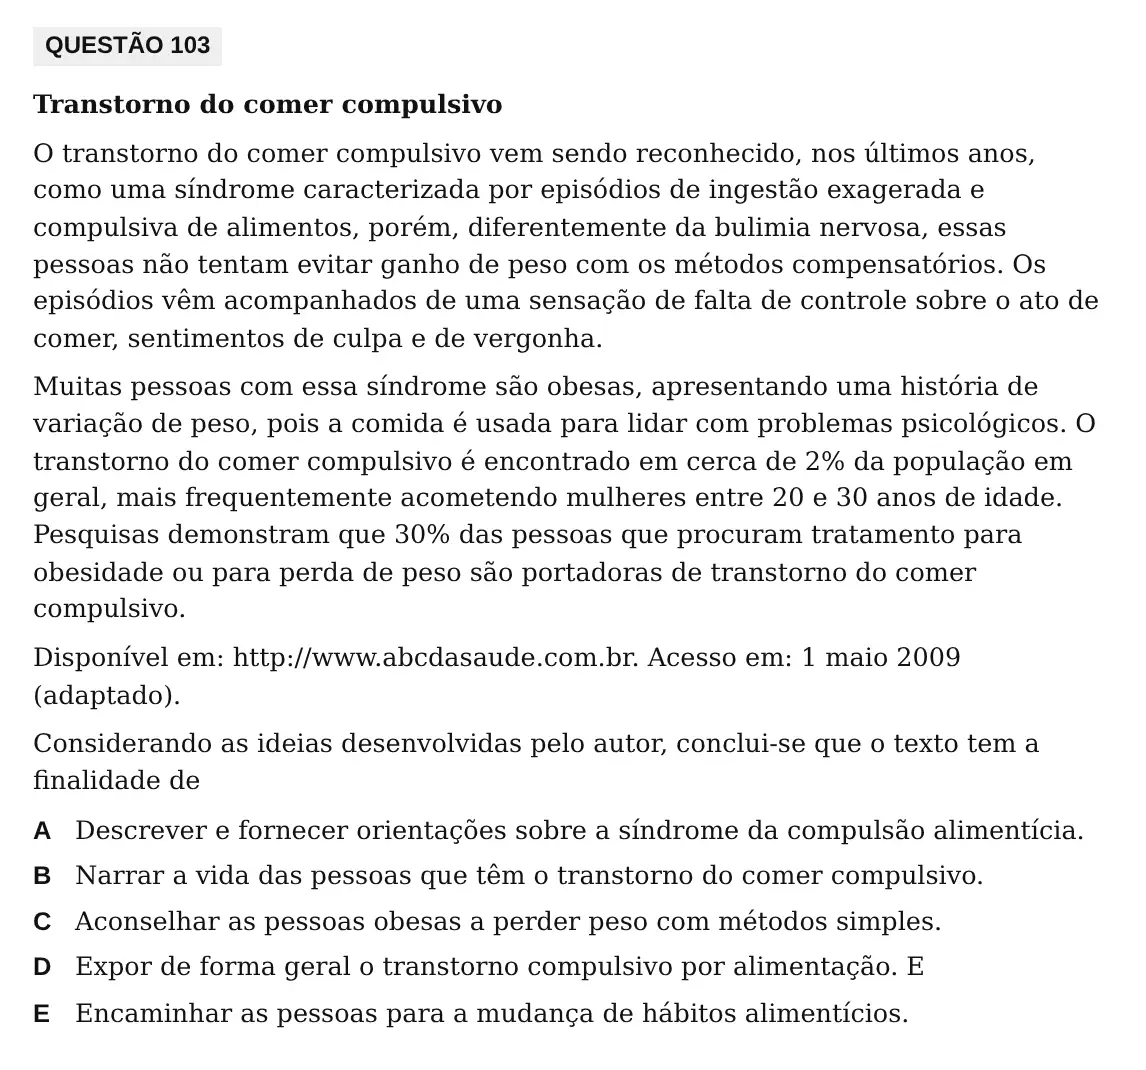 QUESTÃO 103
Transtorno do comer compulsivo
O transtorno do comer compulsivo vem sendo reconhecido, nos últimos anos,
como uma síndrome caracterizada por episódios de ingestão exagerada e
compulsiva de alimentos, porém, diferentemente da bulimia nervosa, essas
pessoas não tentam evitar ganho de peso com os métodos compensatórios. Os
episódios vêm acompanhados de uma sensação de falta de controle sobre o ato de
comer, sentimentos de culpa e de vergonha.
Muitas pessoas com essa síndrome são obesas, apresentando uma história de
variação de peso, pois a comida é usada para lidar com problemas psicológicos. O
transtorno do comer compulsivo é encontrado em cerca de 2% da população em
geral, mais frequentemente acometendo mulheres entre 20 e 30 anos de idade.
Pesquisas demonstram que 30% das pessoas que procuram tratamento para
obesidade ou para perda de peso são portadoras de transtorno do comer
compulsivo.
Disponível em: http://www.abcdasaude.com.br. Acesso em: 1 maio 2009
(adaptado).
Considerando as ideias desenvolvidas pelo autor, conclui-se que o texto tem a
finalidade de
A Descrever e fornecer orientações sobre a síndrome da compulsão alimentícia.
B Narrar a vida das pessoas que têm o transtorno do comer compulsivo.
C Aconselhar as pessoas obesas a perder peso com métodos simples.
D Expor de forma geral o transtorno compulsivo por alimentação. E
E Encaminhar as pessoas para a mudança de hábitos alimentícios.